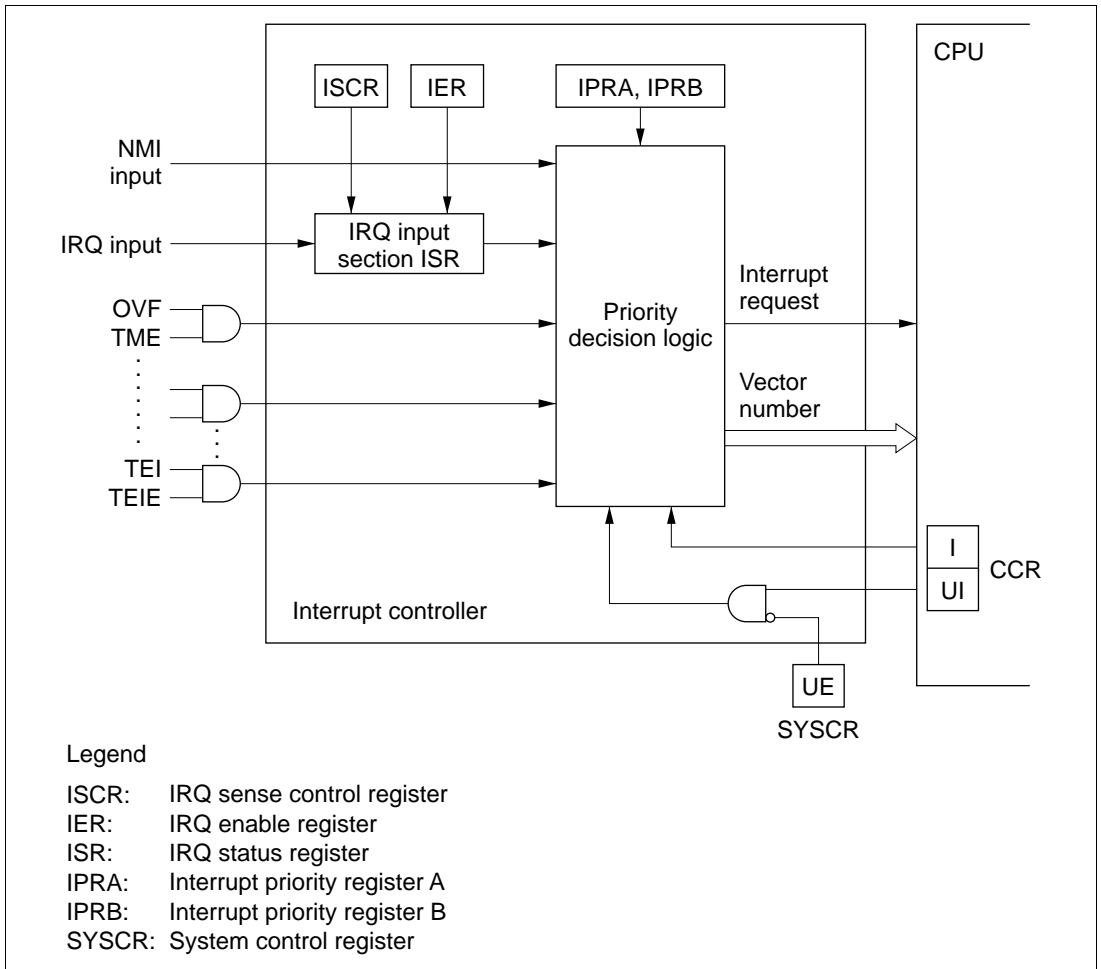 CPU
ISCR
IER
IPRA, IPRB
NMI
input
IRQ input
IRQ input
section ISR
OVF
TME
Priority
decision logic
Interrupt
request
Vector
number
TEI
TEIE
I
UI
CCR
Interrupt controller
UE
SYSCR
Legend
ISCR: IRQ sense control register
IER: IRQ enable register
ISR: IRQ status register
IPRA: Interrupt priority register A
IPRB: Interrupt priority register B
SYSCR: System control register